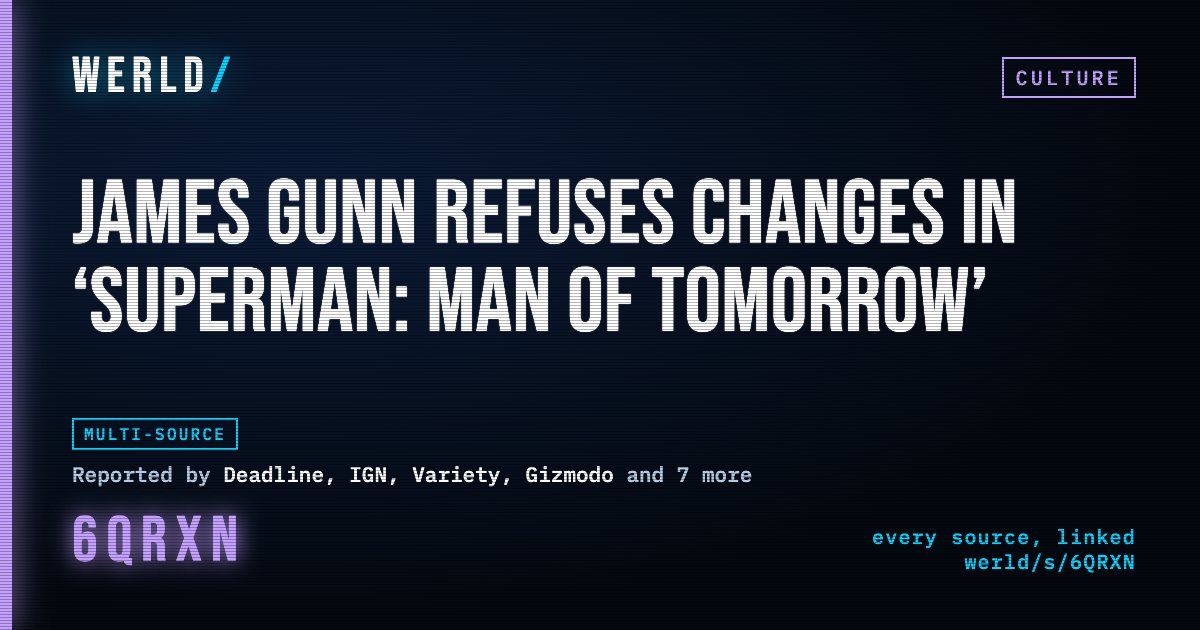 WERLD/
CULTURE
JAMES GUNN REFUSES CHANGES IN
‘SUPERMAN: MAN OF TOMORROW’
MULTI-SOURCE
Reported by Deadline, IGN, Variety, Gizmodo and 7 more
6QRXN
every source, linked
werld/s/6QRXN